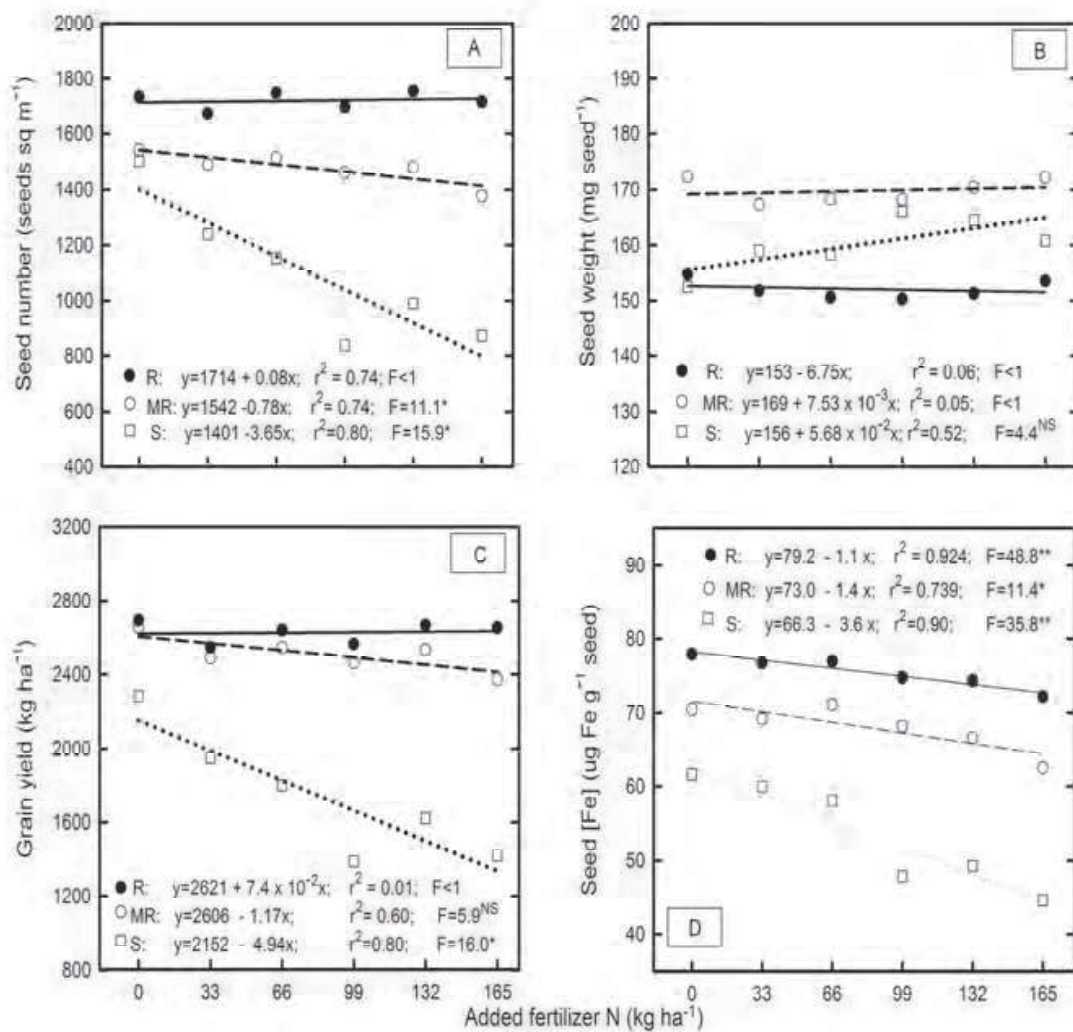 A
Seed number (seeds sq m⁻¹)
2000
1800
1600
1400
1200
1000
800
600
400
R: y=1714 + 0.08x; r² = 0.74; F<1
MR: y=1542 -0.78x; r²= 0.74; F=11.1*
S: y=1401 -3.65x; r²=0.80; F=15.9*
B
Seed weight (mg seed⁻¹)
200
190
180
170
160
150
140
130
120
R: y=153 - 6.75x; r² = 0.06; F<1
MR: y=169 + 7.53 x 10⁻³x; r²= 0.05; F<1
S: y=156 + 5.68 x 10⁻²x; r²=0.52; F=4.4ᴺˢ
C
Grain yield (kg ha⁻¹)
3200
2800
2400
2000
1600
1200
800
R: y=2621 + 7.4 x 10⁻²x; r² = 0.01; F<1
MR: y=2606 - 1.17x; r²= 0.60; F=5.9ᴺˢ
S: y=2152 - 4.94x; r²=0.80; F=16.0*
0 33 66 99 132 165
R: y=79.2 - 1.1 x; r² = 0.924; F=48.8**
MR: y=73.0 - 1.4 x; r² = 0.739; F=11.4*
S: y=66.3 - 3.6 x; r²=0.90; F=35.8**
Seed [Fe] (ug Fe g⁻¹ seed)
90
80
70
60
50
40
D
0 33 66 99 132 165
Added fertilizer N (kg ha⁻¹)